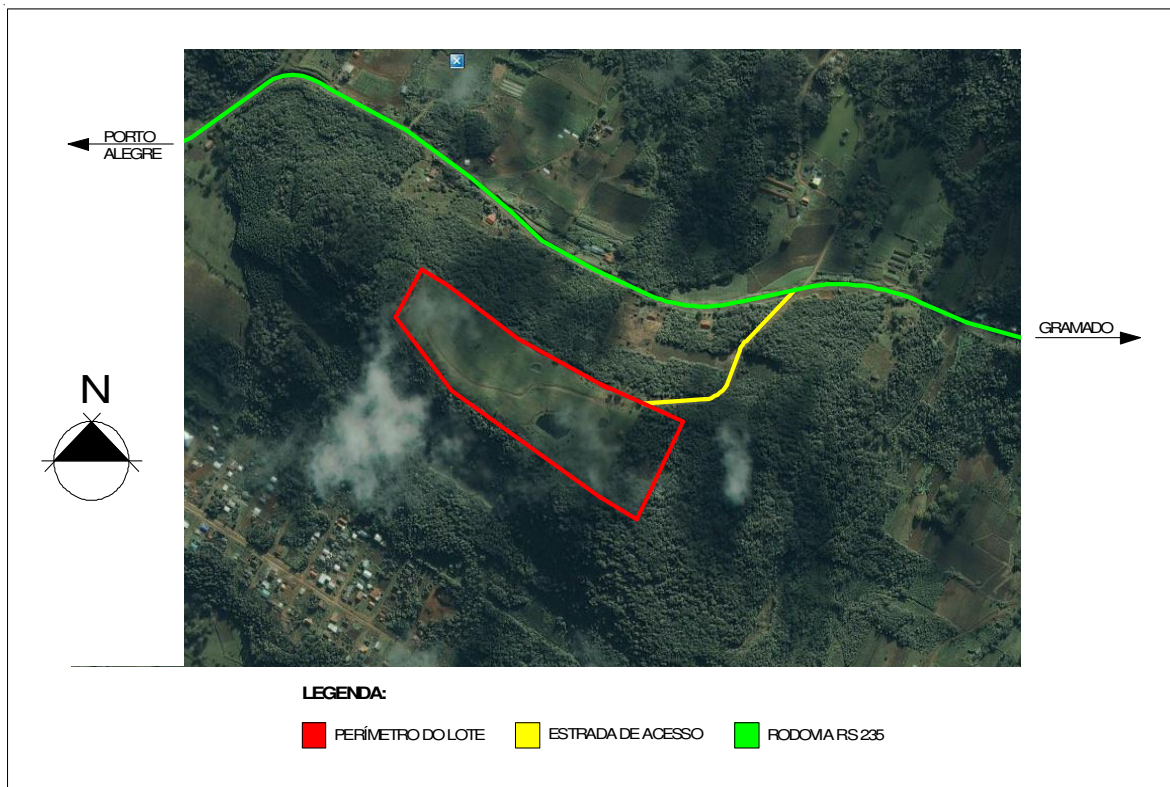 PORTO
ALEGRE
GRAMADO
N
LEGENDA:
PERÍMETRO DO LOTE
ESTRADA DE ACESSO
RODOVIA RS 235